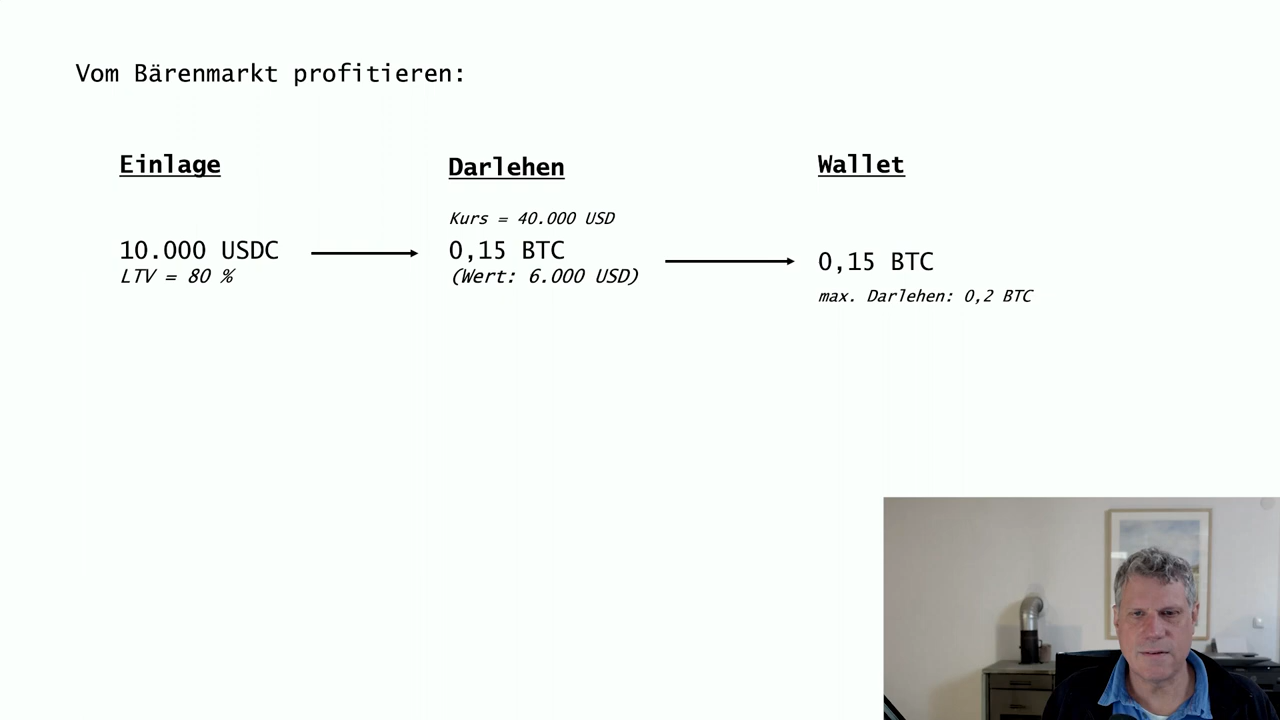 Vom Bärenmarkt profitieren:
Einlage
Darlehen
Wallet
Kurs = 40.000 USD
10.000 USDC
0,15 BTC
0,15 BTC
LTV = 80 %
(Wert: 6.000 USD)
max. Darlehen: 0,2 BTC